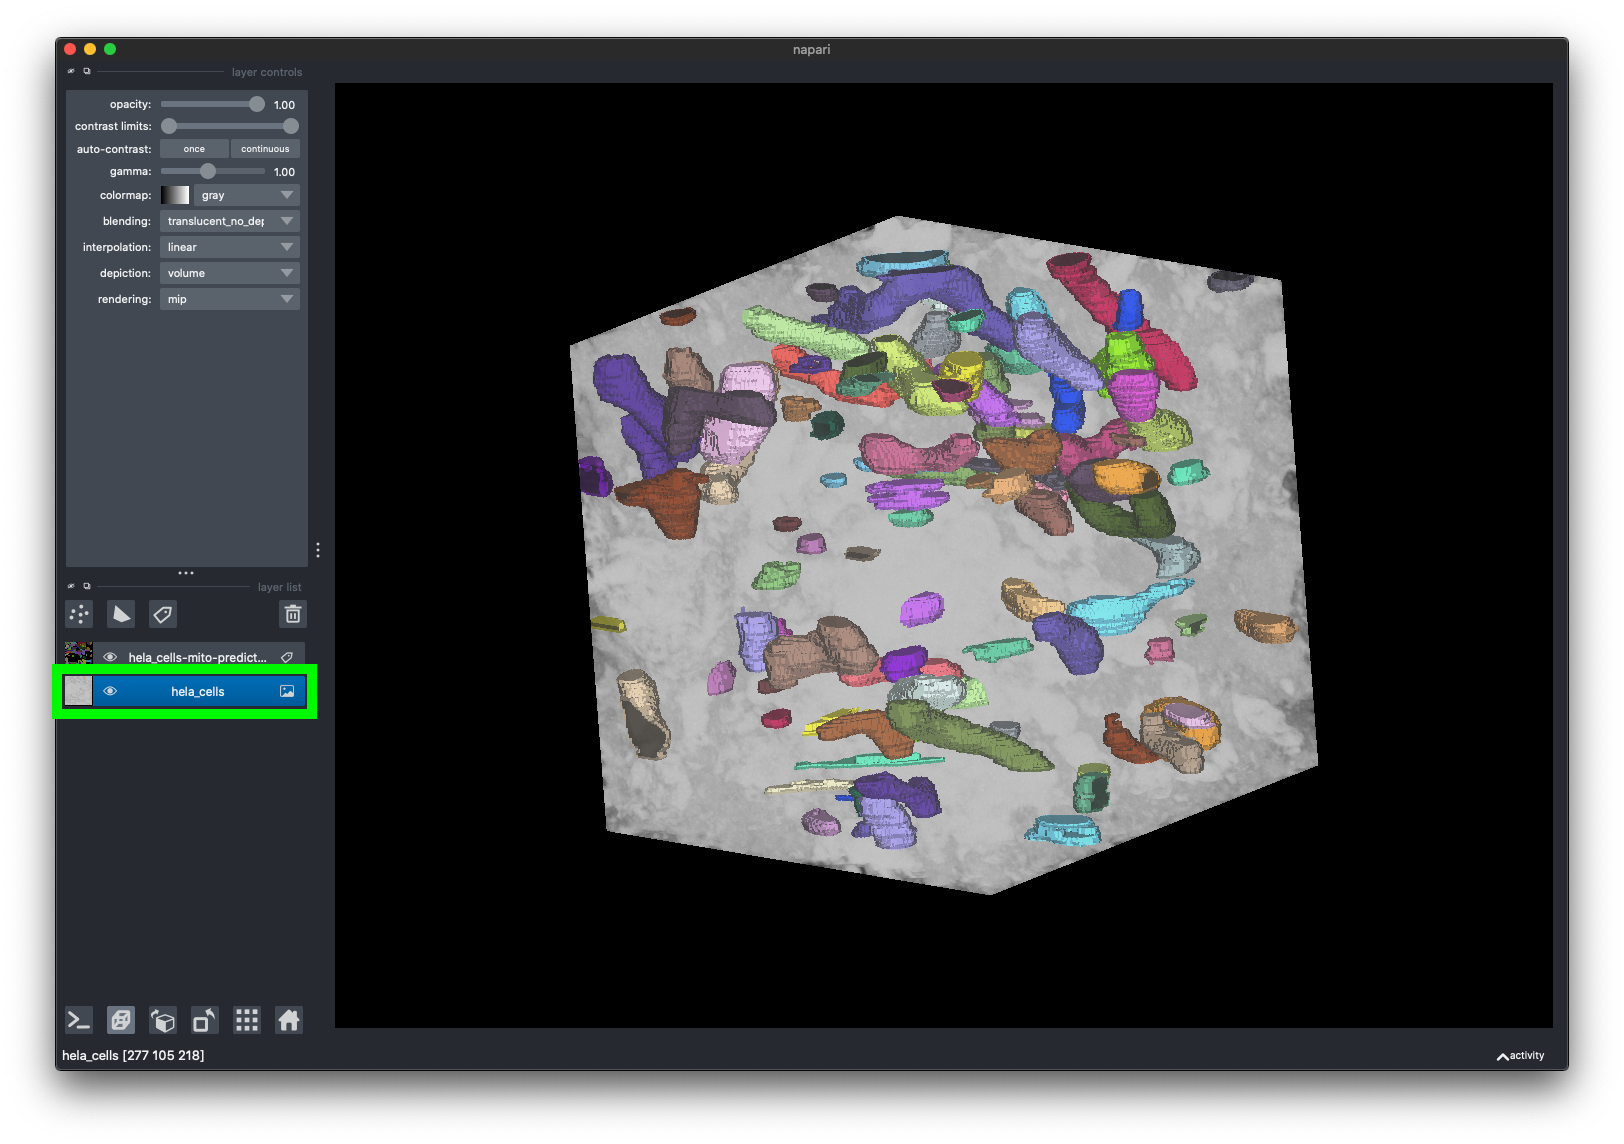 napari
layer controls
opacity: 1.00
contrast limits:
auto-contrast: once continuous
gamma: 1.00
colormap: gray
blending: translucent_no_dep
interpolation: linear
depiction: volume
rendering: mip
layer list
hela_cells-mito-predict...
hela_cells
hela_cells [277 105 218]
activity